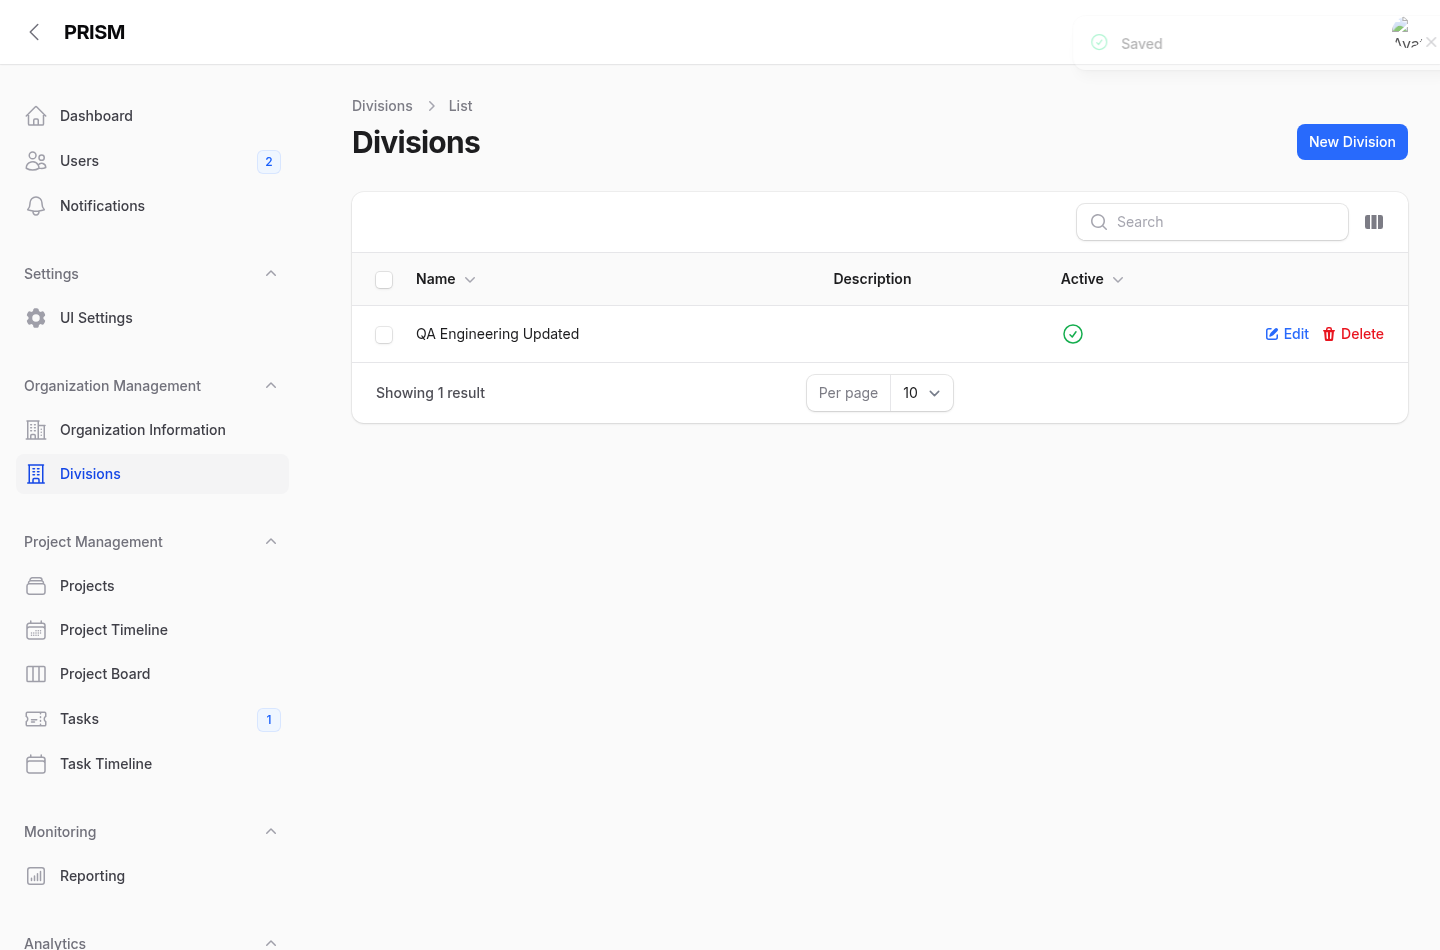 PRISM
Saved
Dashboard
Users 2
Notifications
Settings
UI Settings
Organization Management
Organization Information
Divisions
Project Management
Projects
Project Timeline
Project Board
Tasks 1
Task Timeline
Monitoring
Reporting
Analytics
Divisions List
Divisions
New Division
Search
Name Description Active
QA Engineering Updated Edit Delete
Showing 1 result Per page 10